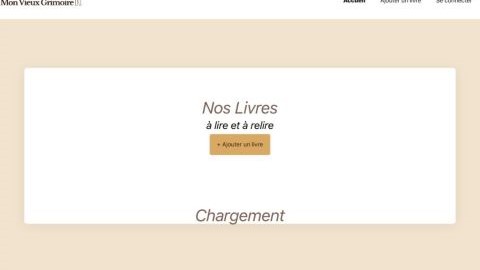 Mon Vieux Grimoire
Accueil
Ajouter un livre
Se connecter
Nos Livres
à lire et à relire
+ Ajouter un livre
Chargement